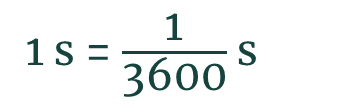 1 s = 1/3600 s